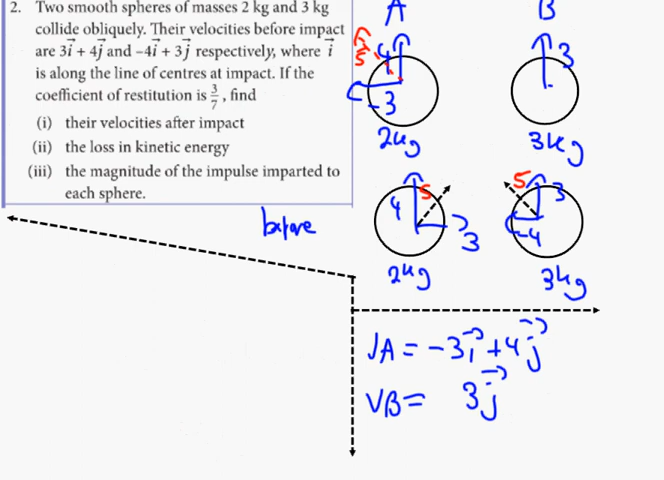 2. Two smooth spheres of masses 2 kg and 3 kg
collide obliquely. Their velocities before impact
are 3i⃗ + 4j⃗ and −4i⃗ + 3j⃗ respectively, where i⃗
is along the line of centres at impact. If the
coefficient of restitution is 3/7, find
(i) their velocities after impact
(ii) the loss in kinetic energy
(iii) the magnitude of the impulse imparted to
each sphere.
A B
5 4 3
-3
2kg 3kg
before
4 5 5 3
3 -4
2kg 3kg
VA = -3i⃗ + 4j⃗
VB = 3j⃗